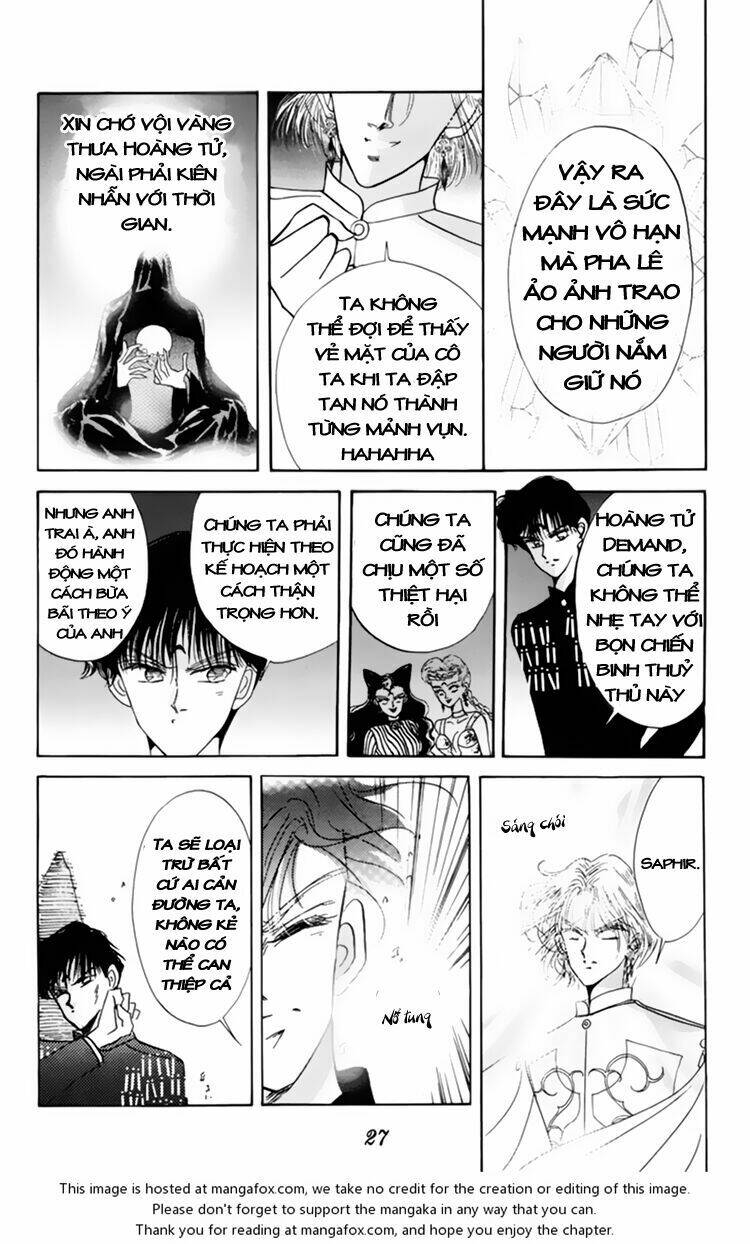 VẬY RA
ĐÂY LÀ SỨC
MẠNH VÔ HẠN
MÀ PHA LÊ
ẢO ẢNH TRAO
CHO NHỮNG
NGƯỜI NẮM
GIỮ NÓ
TA KHÔNG
THỂ ĐỢI ĐỂ THẤY
VẺ MẶT CỦA CÔ
TA KHI TA ĐẬP
TAN NÓ THÀNH
TỪNG MẢNH VỤN.
HAHAHHA
XIN CHỚ VỘI VÀNG
THƯA HOÀNG TỬ,
NGÀI PHẢI KIÊN
NHẪN VỚI THỜI
GIAN.
HOÀNG TỬ
DEMAND,
CHÚNG TA
KHÔNG THỂ
NHẸ TAY VỚI
BỌN CHIẾN
BINH THUỶ
THỦ NÀY
CHÚNG TA
CŨNG ĐÃ
CHỊU MỘT SỐ
THIỆT HẠI
RỒI
CHÚNG TA PHẢI
THỰC HIỆN THEO
KẾ HOẠCH MỘT
CÁCH THẬN
TRỌNG HƠN.
NHƯNG ANH
TRAI À, ANH
ĐÓ HÀNH
ĐỘNG MỘT
CÁCH BỪA
BÃI THEO Ý
CỦA ANH
SAPHIR.
Sáng chói
Nổ tung
TA SẼ LOẠI
TRỪ BẤT
CỨ AI CẢN
ĐƯỜNG TA,
KHÔNG KẺ
NÀO CÓ
THỂ CAN
THIỆP CẢ
27
This image is hosted at mangafox.com, we take no credit for the creation or editing of this image.
Please don't forget to support the mangaka in any way that you can.
Thank you for reading at mangafox.com, and hope you enjoy the chapter.